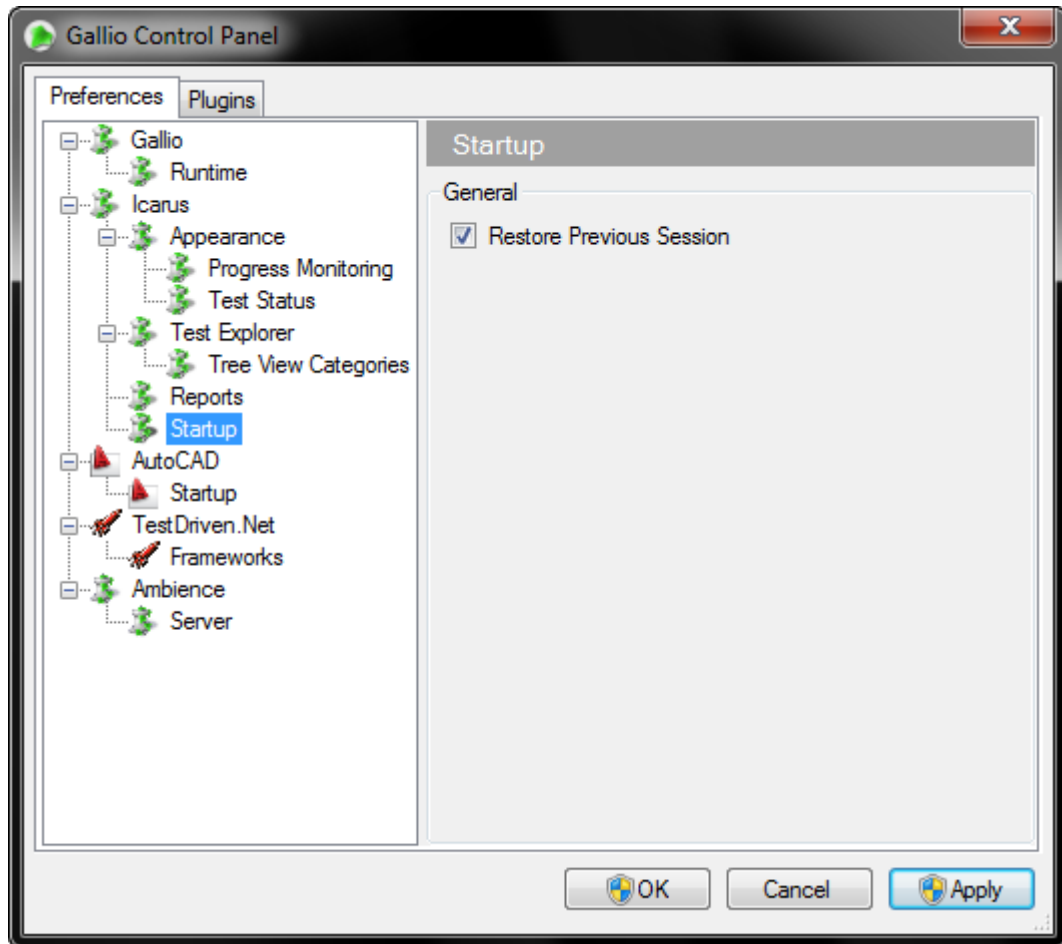 Gallio Control Panel
Preferences
Plugins
Gallio
Runtime
Icarus
Appearance
Progress Monitoring
Test Status
Test Explorer
Tree View Categories
Reports
Startup
AutoCAD
Startup
TestDriven.Net
Frameworks
Ambience
Server
Startup
General
Restore Previous Session
OK
Cancel
Apply